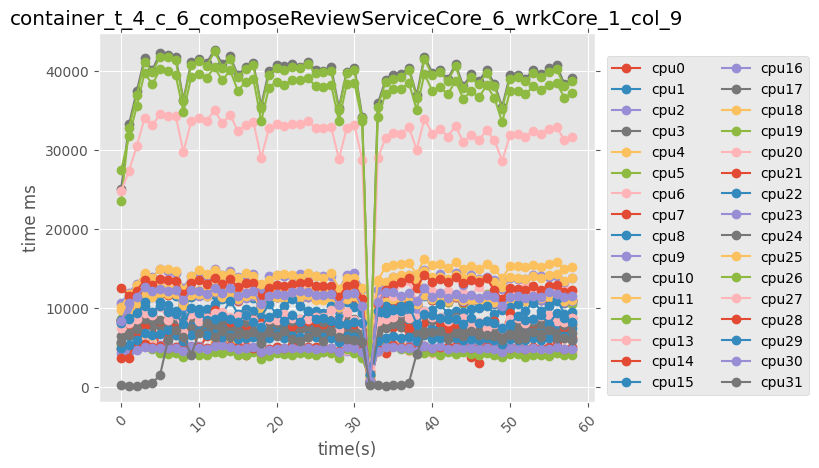 container_t_4_c_6_composeReviewServiceCore_6_wrkCore_1_col_9
time ms
40000
30000
20000
10000
0
0
10
20
30
40
50
60
time(s)
cpu0
cpu1
cpu2
cpu3
cpu4
cpu5
cpu6
cpu7
cpu8
cpu9
cpu10
cpu11
cpu12
cpu13
cpu14
cpu15
cpu16
cpu17
cpu18
cpu19
cpu20
cpu21
cpu22
cpu23
cpu24
cpu25
cpu26
cpu27
cpu28
cpu29
cpu30
cpu31